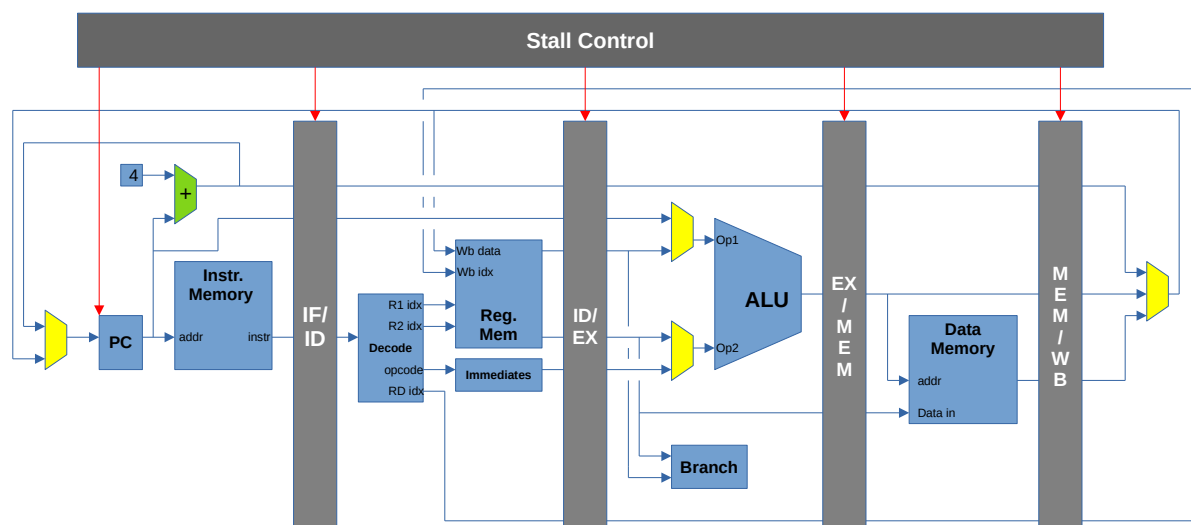 Stall Control
4
+
Instr.
Memory
addr
instr
PC
IF/
ID
R1 idx
R2 idx
Decode
opcode
RD idx
Wb data
Wb idx
Reg.
Mem
Immediates
ID/
EX
Op1
Op2
ALU
Branch
EX
/
M
E
M
Data
Memory
addr
Data in
M
E
M
/
W
B